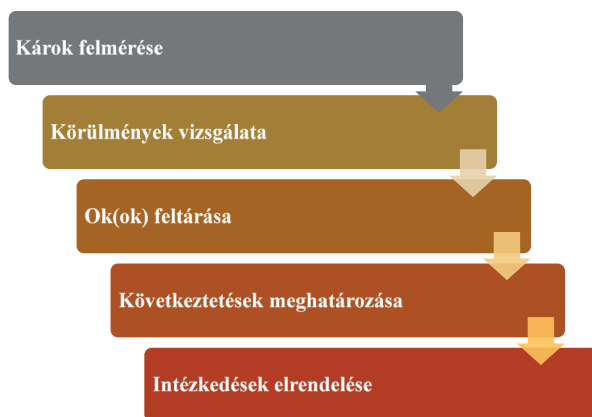 Károk felmérése
Körülmények vizsgálata
Ok(ok) feltárása
Következtetések meghatározása
Intézkedések elrendelése